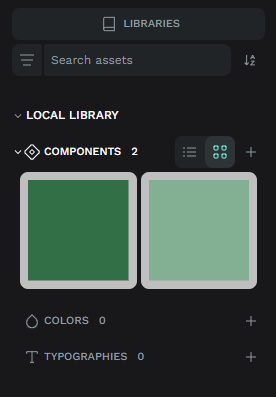 LIBRARIES
Search assets
LOCAL LIBRARY
COMPONENTS 2
COLORS 0
TYPOGRAPHIES 0